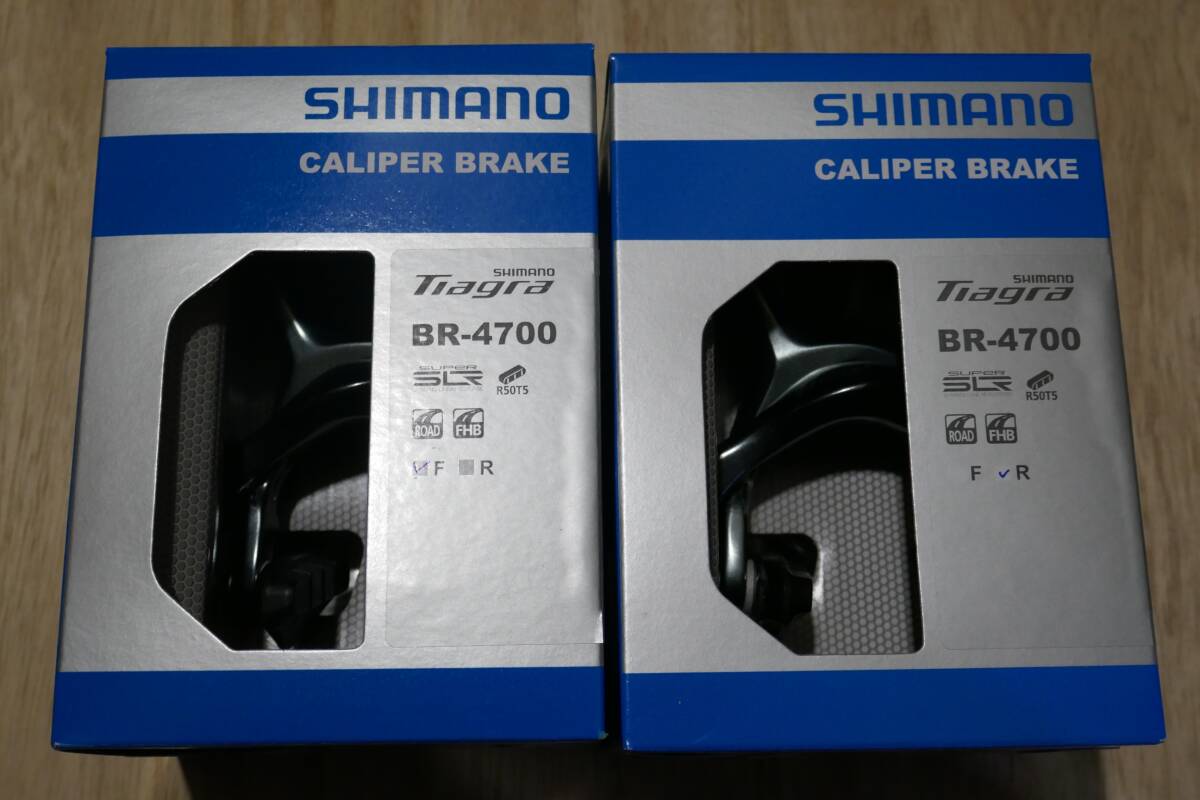 SHIMANO
CALIPER BRAKE
SHIMANO
Tiagra
BR-4700
SUPER
SLR
R50T5
ROAD FHB
F R
SHIMANO
CALIPER BRAKE
SHIMANO
Tiagra
BR-4700
SUPER
SLR
R50T5
ROAD FHB
F R